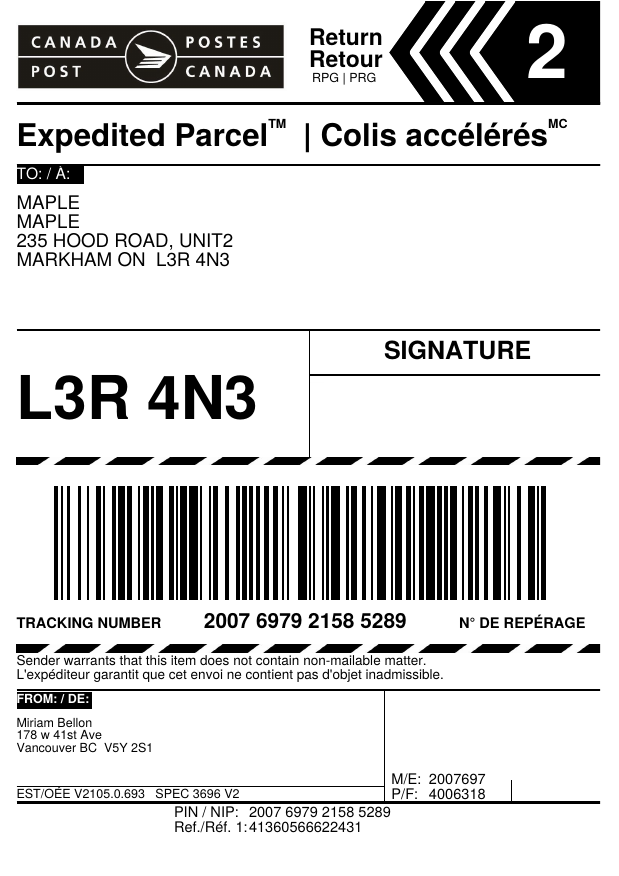 CANADA POSTES
POST CANADA
Return
Retour
RPG | PRG
2
Expedited Parcel™ | Colis accélérésMC
TO: / À:
MAPLE
MAPLE
235 HOOD ROAD, UNIT2
MARKHAM ON  L3R 4N3
SIGNATURE
L3R 4N3
TRACKING NUMBER 2007 6979 2158 5289 N° DE REPÉRAGE
Sender warrants that this item does not contain non-mailable matter.
L'expéditeur garantit que cet envoi ne contient pas d'objet inadmissible.
FROM: / DE:
Miriam Bellon
178 w 41st Ave
Vancouver BC  V5Y 2S1
M/E: 2007697
EST/OÉE V2105.0.693 SPEC 3696 V2
P/F: 4006318
PIN / NIP: 2007 6979 2158 5289
Ref./Réf. 1:41360566622431